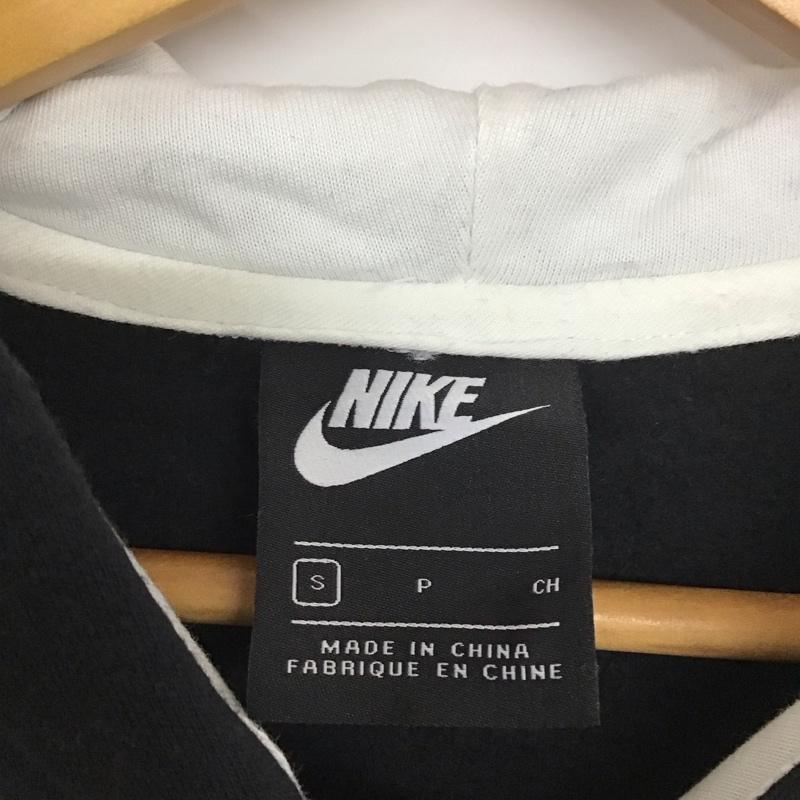 NIKE
S P CH
MADE IN CHINA
FABRIQUE EN CHINE